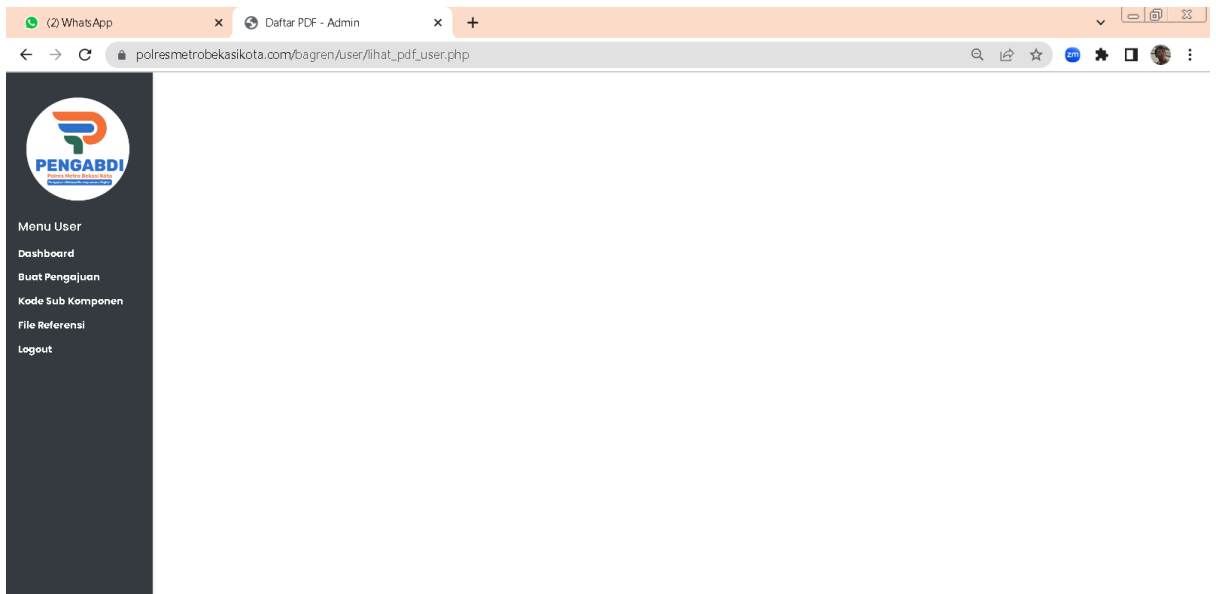 (2) WhatsApp
Daftar PDF - Admin
polresmetrobekasikota.com/bagren/user/lihat_pdf_user.php
zm
PENGABDI
Polres Metro Bekasi Kota
Menu User
Dashboard
Buat Pengajuan
Kode Sub Komponen
File Referensi
Logout